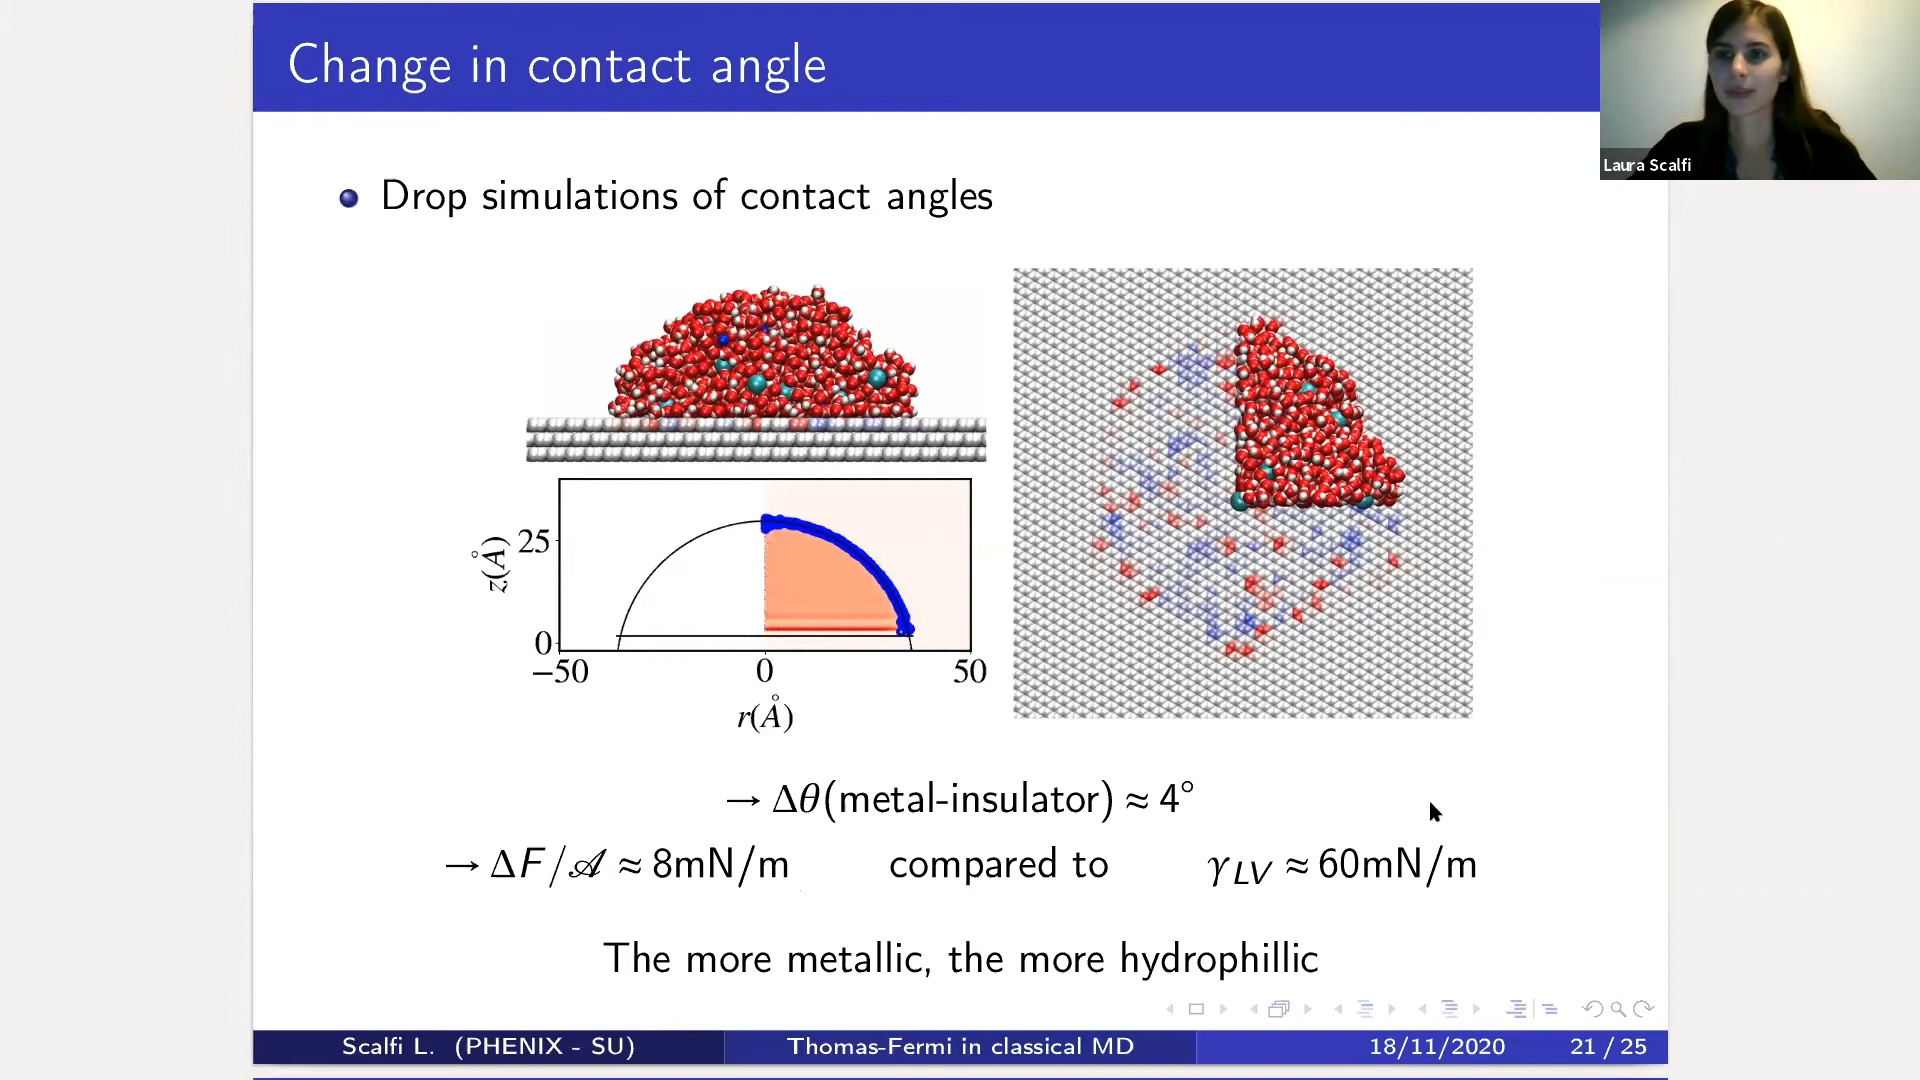 Change in contact angle
Laura Scalfi
Drop simulations of contact angles
z(Å)
25
0
−50
0
50
r(Å)
→ Δθ(metal-insulator) ≈ 4°
→ ΔF/𝒜 ≈ 8mN/m compared to γLV ≈ 60mN/m
The more metallic, the more hydrophillic
Scalfi L. (PHENIX - SU) Thomas-Fermi in classical MD 18/11/2020 21 / 25